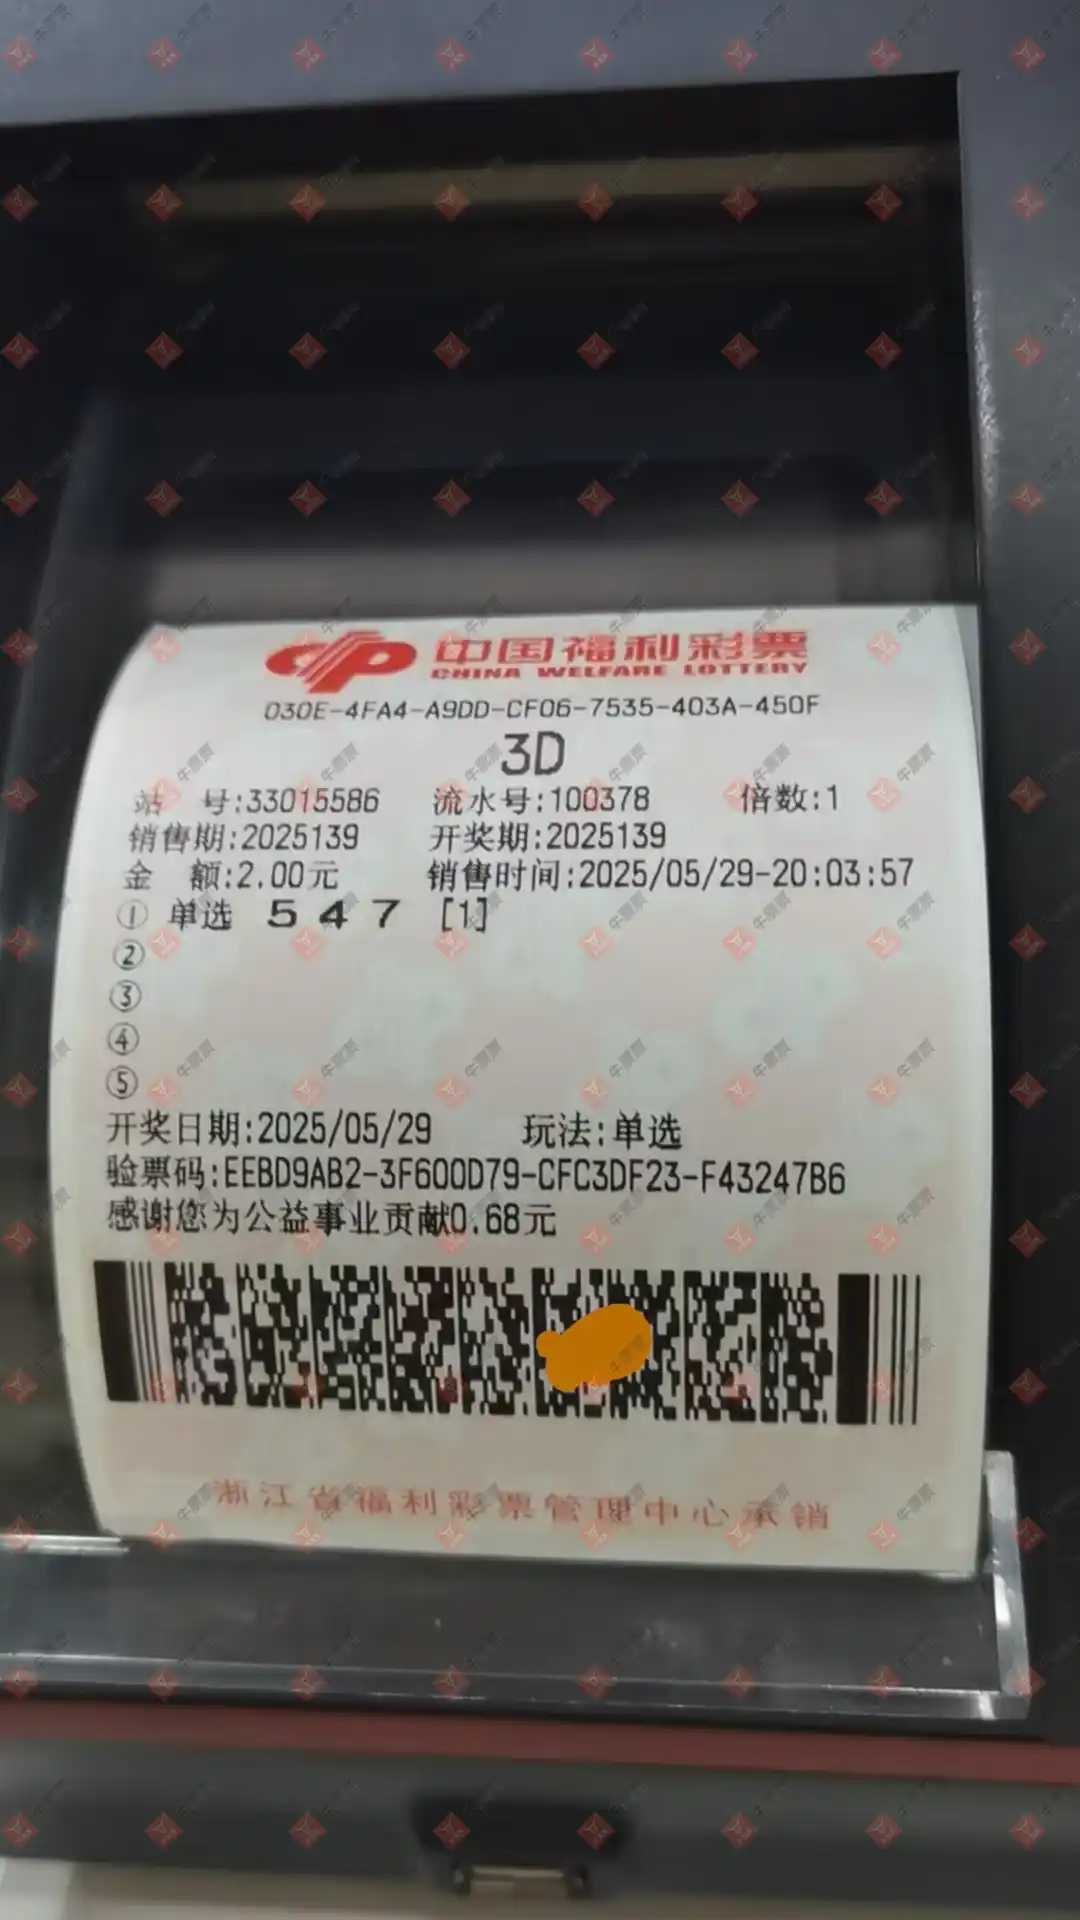 中国福利彩票
CHINA WELFARE LOTTERY
030E-4FA4-A9DD-CF06-7535-403A-450F
3D
站 号:33015586 流水号:100378 倍数:1
销售期:2025139 开奖期:2025139
金 额:2.00元 销售时间:2025/05/29-20:03:57
① 单选 5 4 7 [1]
②
③
④
⑤
开奖日期:2025/05/29 玩法:单选
验票码:EEBD9AB2-3F600D79-CFC3DF23-F43247B6
感谢您为公益事业贡献0.68元
浙江省福利彩票管理中心承销
牛票票